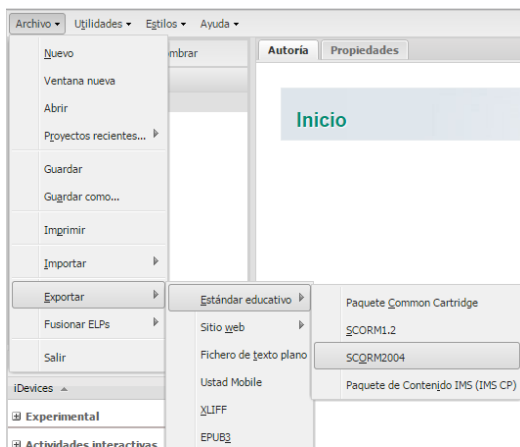 Archivo Utilidades Estilos Ayuda
Nuevo
Ventana nueva
Abrir
Proyectos recientes...
Guardar
Guardar como...
Imprimir
Importar
Exportar
Fusionar ELPs
Salir
mbrar
Autoría Propiedades
Inicio
Estándar educativo
Sitio web
Fichero de texto plano
Ustad Mobile
XLIFF
EPUB3
Paquete Common Cartridge
SCORM1.2
SCORM2004
Paquete de Contenido IMS (IMS CP)
iDevices
Experimental
Actividades interactivas